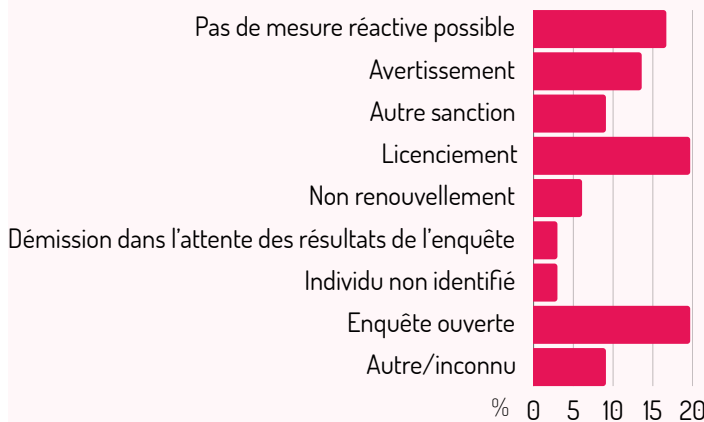 Pas de mesure réactive possible
Avertissement
Autre sanction
Licenciement
Non renouvellement
Démission dans l'attente des résultats de l'enquête
Individu non identifié
Enquête ouverte
Autre/inconnu
% 0 5 10 15 20